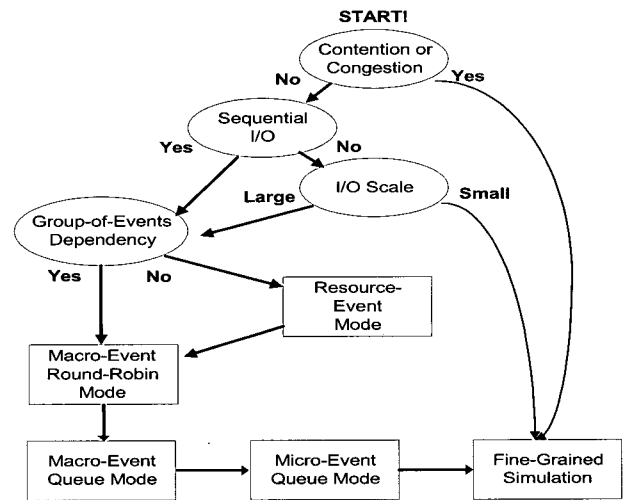 START!
Contention or
Congestion
No
Yes
Sequential
I/O
Yes
No
I/O Scale
Large
Small
Group-of-Events
Dependency
Yes
No
Resource-
Event
Mode
Macro-Event
Round-Robin
Mode
Macro-Event
Queue Mode
Micro-Event
Queue Mode
Fine-Grained
Simulation